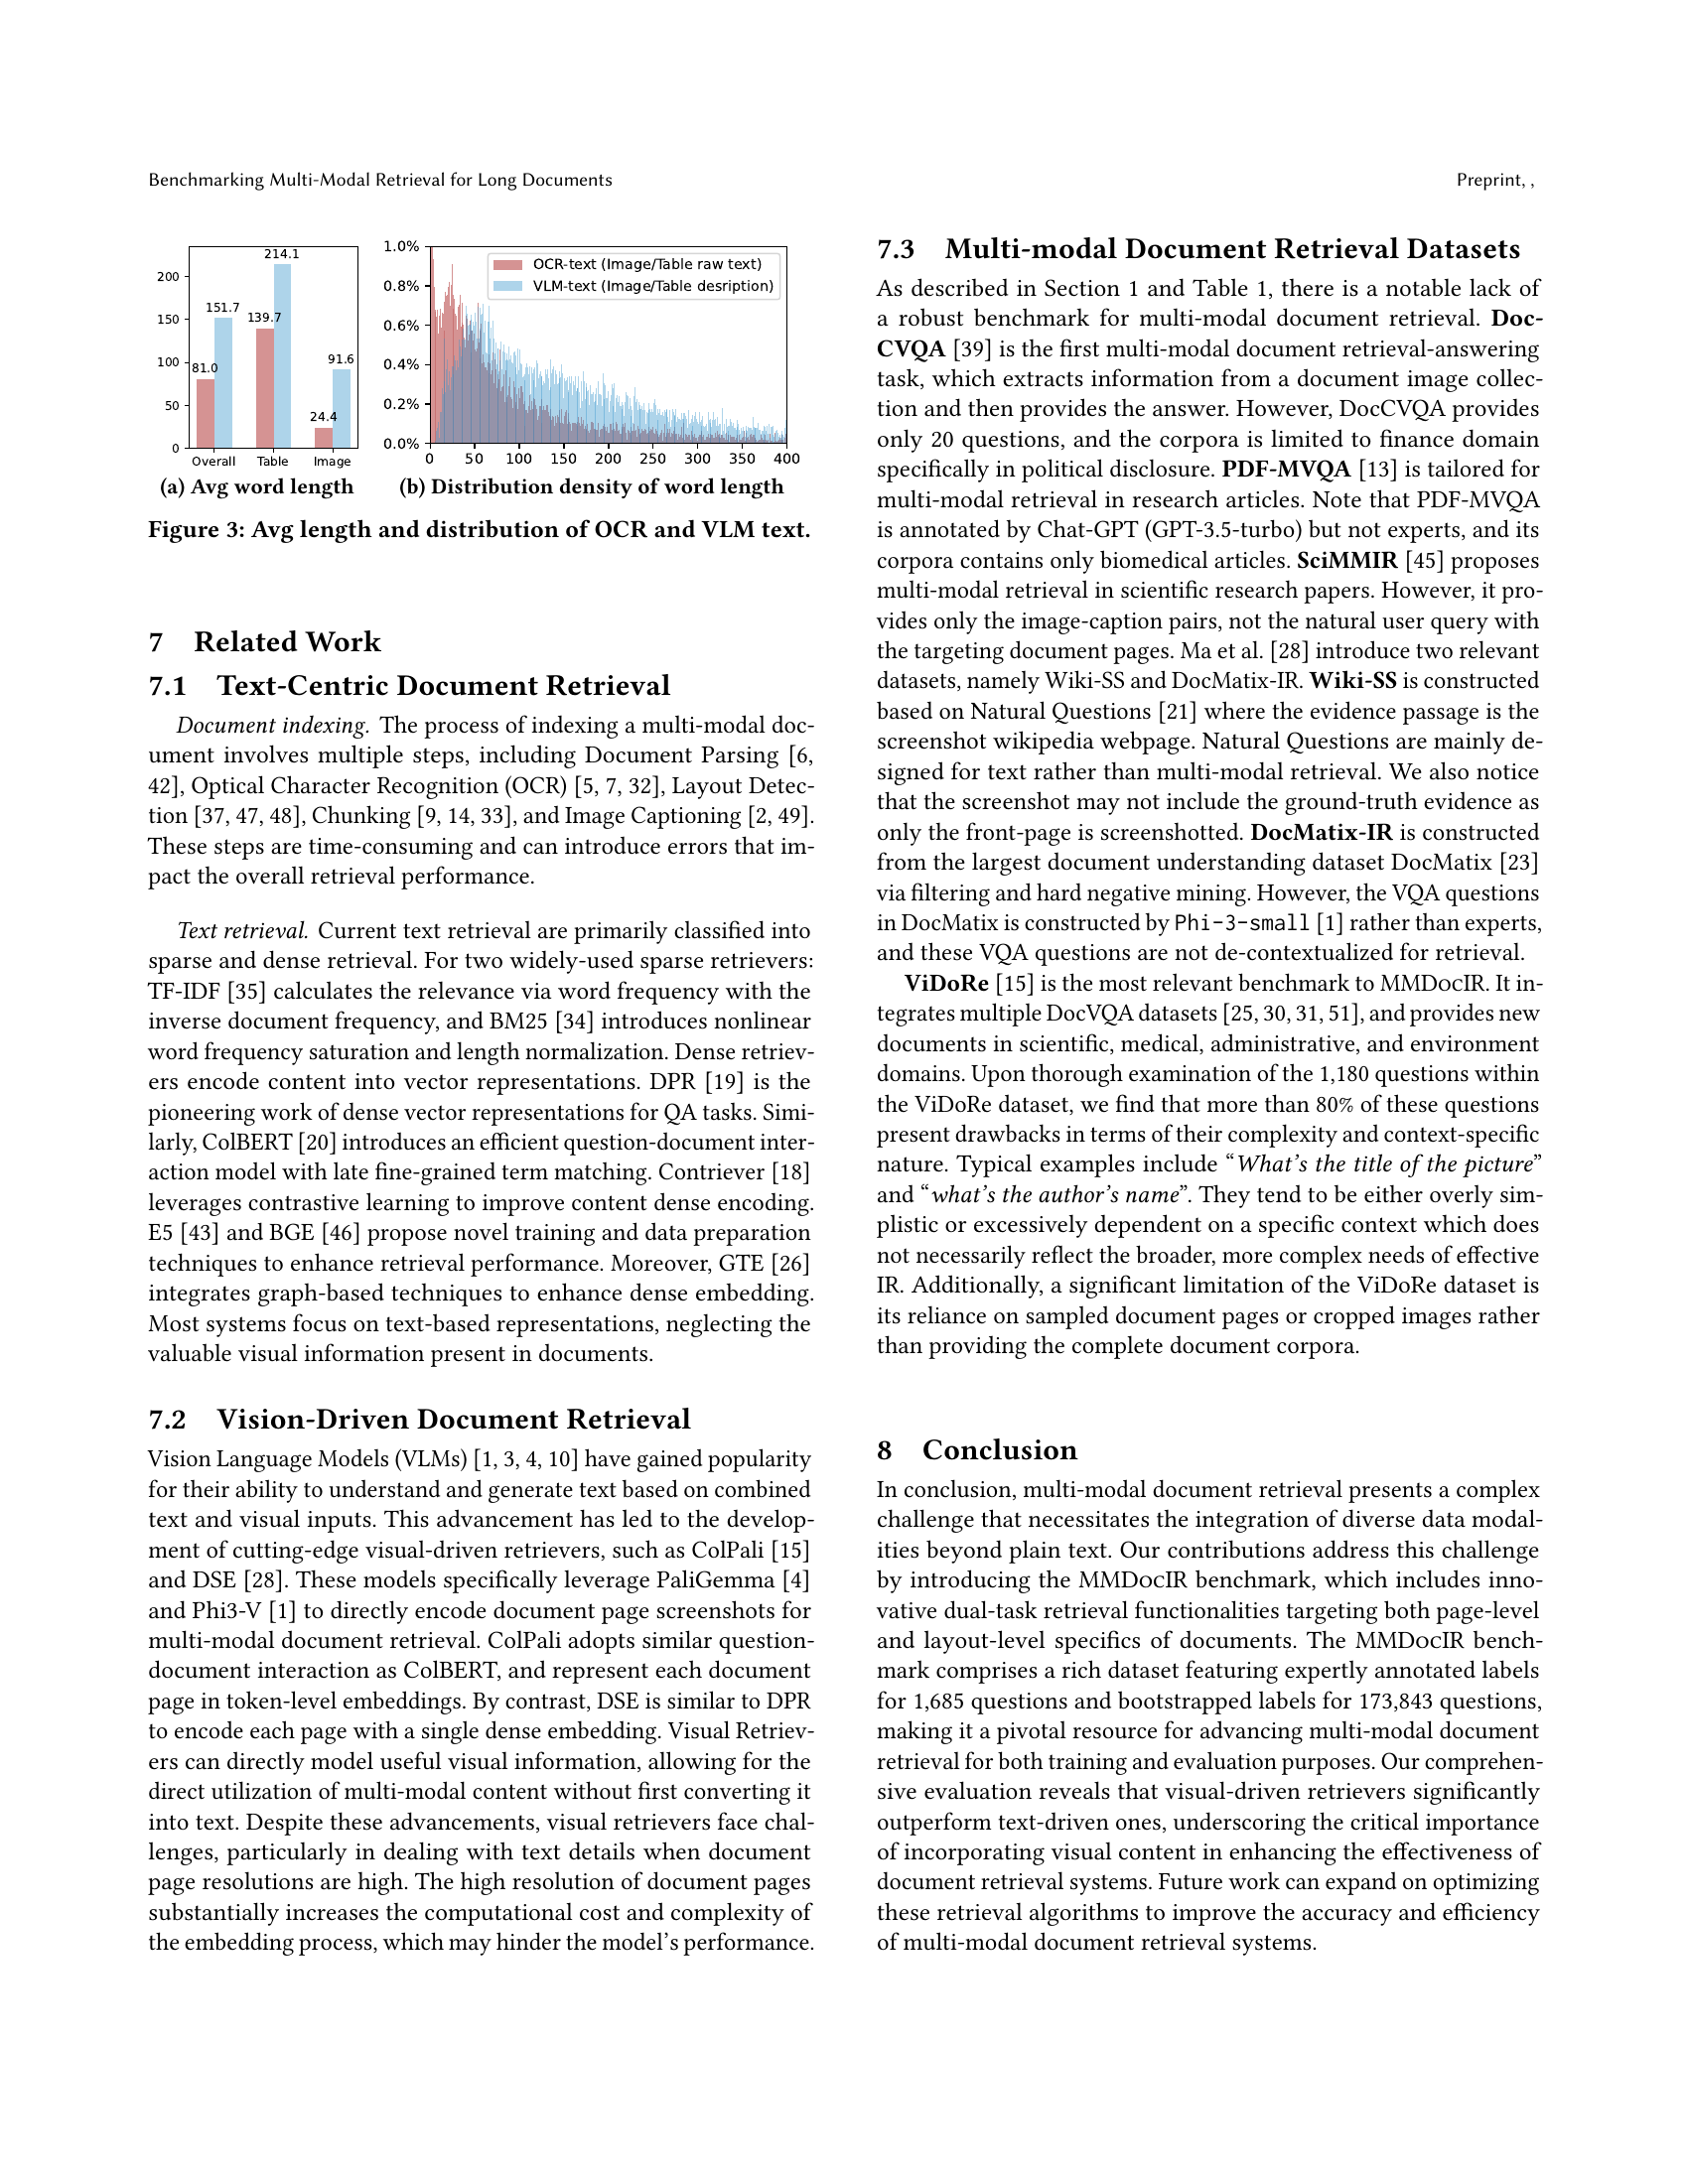 Benchmarking Multi-Modal Retrieval for Long Documents
Preprint, ,
200
150
100
50
0
81.0
151.7
139.7
214.1
24.4
91.6
Overall
Table
Image
(a) Avg word length
1.0%
0.8%
0.6%
0.4%
0.2%
0.0%
OCR-text (Image/Table raw text)
VLM-text (Image/Table desription)
0
50
100
150
200
250
300
350
400
(b) Distribution density of word length
Figure 3: Avg length and distribution of OCR and VLM text.
7 Related Work
7.1 Text-Centric Document Retrieval
Document indexing. The process of indexing a multi-modal doc-
ument involves multiple steps, including Document Parsing [6,
42], Optical Character Recognition (OCR) [5, 7, 32], Layout Detec-
tion [37, 47, 48], Chunking [9, 14, 33], and Image Captioning [2, 49].
These steps are time-consuming and can introduce errors that im-
pact the overall retrieval performance.
Text retrieval. Current text retrieval are primarily classified into
sparse and dense retrieval. For two widely-used sparse retrievers:
TF-IDF [35] calculates the relevance via word frequency with the
inverse document frequency, and BM25 [34] introduces nonlinear
word frequency saturation and length normalization. Dense retriev-
ers encode content into vector representations. DPR [19] is the
pioneering work of dense vector representations for QA tasks. Simi-
larly, ColBERT [20] introduces an efficient question-document inter-
action model with late fine-grained term matching. Contriever [18]
leverages contrastive learning to improve content dense encoding.
E5 [43] and BGE [46] propose novel training and data preparation
techniques to enhance retrieval performance. Moreover, GTE [26]
integrates graph-based techniques to enhance dense embedding.
Most systems focus on text-based representations, neglecting the
valuable visual information present in documents.
7.2 Vision-Driven Document Retrieval
Vision Language Models (VLMs) [1, 3, 4, 10] have gained popularity
for their ability to understand and generate text based on combined
text and visual inputs. This advancement has led to the develop-
ment of cutting-edge visual-driven retrievers, such as ColPali [15]
and DSE [28]. These models specifically leverage PaliGemma [4]
and Phi3-V [1] to directly encode document page screenshots for
multi-modal document retrieval. ColPali adopts similar question-
document interaction as ColBERT, and represent each document
page in token-level embeddings. By contrast, DSE is similar to DPR
to encode each page with a single dense embedding. Visual Retriev-
ers can directly model useful visual information, allowing for the
direct utilization of multi-modal content without first converting it
into text. Despite these advancements, visual retrievers face chal-
lenges, particularly in dealing with text details when document
page resolutions are high. The high resolution of document pages
substantially increases the computational cost and complexity of
the embedding process, which may hinder the model's performance.
7.3 Multi-modal Document Retrieval Datasets
As described in Section 1 and Table 1, there is a notable lack of
a robust benchmark for multi-modal document retrieval. Doc-
CVQA [39] is the first multi-modal document retrieval-answering
task, which extracts information from a document image collec-
tion and then provides the answer. However, DocCVQA provides
only 20 questions, and the corpora is limited to finance domain
specifically in political disclosure. PDF-MVQA [13] is tailored for
multi-modal retrieval in research articles. Note that PDF-MVQA
is annotated by Chat-GPT (GPT-3.5-turbo) but not experts, and its
corpora contains only biomedical articles. SciMMIR [45] proposes
multi-modal retrieval in scientific research papers. However, it pro-
vides only the image-caption pairs, not the natural user query with
the targeting document pages. Ma et al. [28] introduce two relevant
datasets, namely Wiki-SS and DocMatix-IR. Wiki-SS is constructed
based on Natural Questions [21] where the evidence passage is the
screenshot wikipedia webpage. Natural Questions are mainly de-
signed for text rather than multi-modal retrieval. We also notice
that the screenshot may not include the ground-truth evidence as
only the front-page is screenshotted. DocMatix-IR is constructed
from the largest document understanding dataset DocMatix [23]
via filtering and hard negative mining. However, the VQA questions
in DocMatix is constructed by Phi-3-small [1] rather than experts,
and these VQA questions are not de-contextualized for retrieval.
ViDoRe [15] is the most relevant benchmark to MMDocIR. It in-
tegrates multiple DocVQA datasets [25, 30, 31, 51], and provides new
documents in scientific, medical, administrative, and environment
domains. Upon thorough examination of the 1,180 questions within
the ViDoRe dataset, we find that more than 80% of these questions
present drawbacks in terms of their complexity and context-specific
nature. Typical examples include “What's the title of the picture”
and “what's the author's name”. They tend to be either overly sim-
plistic or excessively dependent on a specific context which does
not necessarily reflect the broader, more complex needs of effective
IR. Additionally, a significant limitation of the ViDoRe dataset is
its reliance on sampled document pages or cropped images rather
than providing the complete document corpora.
8 Conclusion
In conclusion, multi-modal document retrieval presents a complex
challenge that necessitates the integration of diverse data modal-
ities beyond plain text. Our contributions address this challenge
by introducing the MMDocIR benchmark, which includes inno-
vative dual-task retrieval functionalities targeting both page-level
and layout-level specifics of documents. The MMDocIR bench-
mark comprises a rich dataset featuring expertly annotated labels
for 1,685 questions and bootstrapped labels for 173,843 questions,
making it a pivotal resource for advancing multi-modal document
retrieval for both training and evaluation purposes. Our comprehen-
sive evaluation reveals that visual-driven retrievers significantly
outperform text-driven ones, underscoring the critical importance
of incorporating visual content in enhancing the effectiveness of
document retrieval systems. Future work can expand on optimizing
these retrieval algorithms to improve the accuracy and efficiency
of multi-modal document retrieval systems.